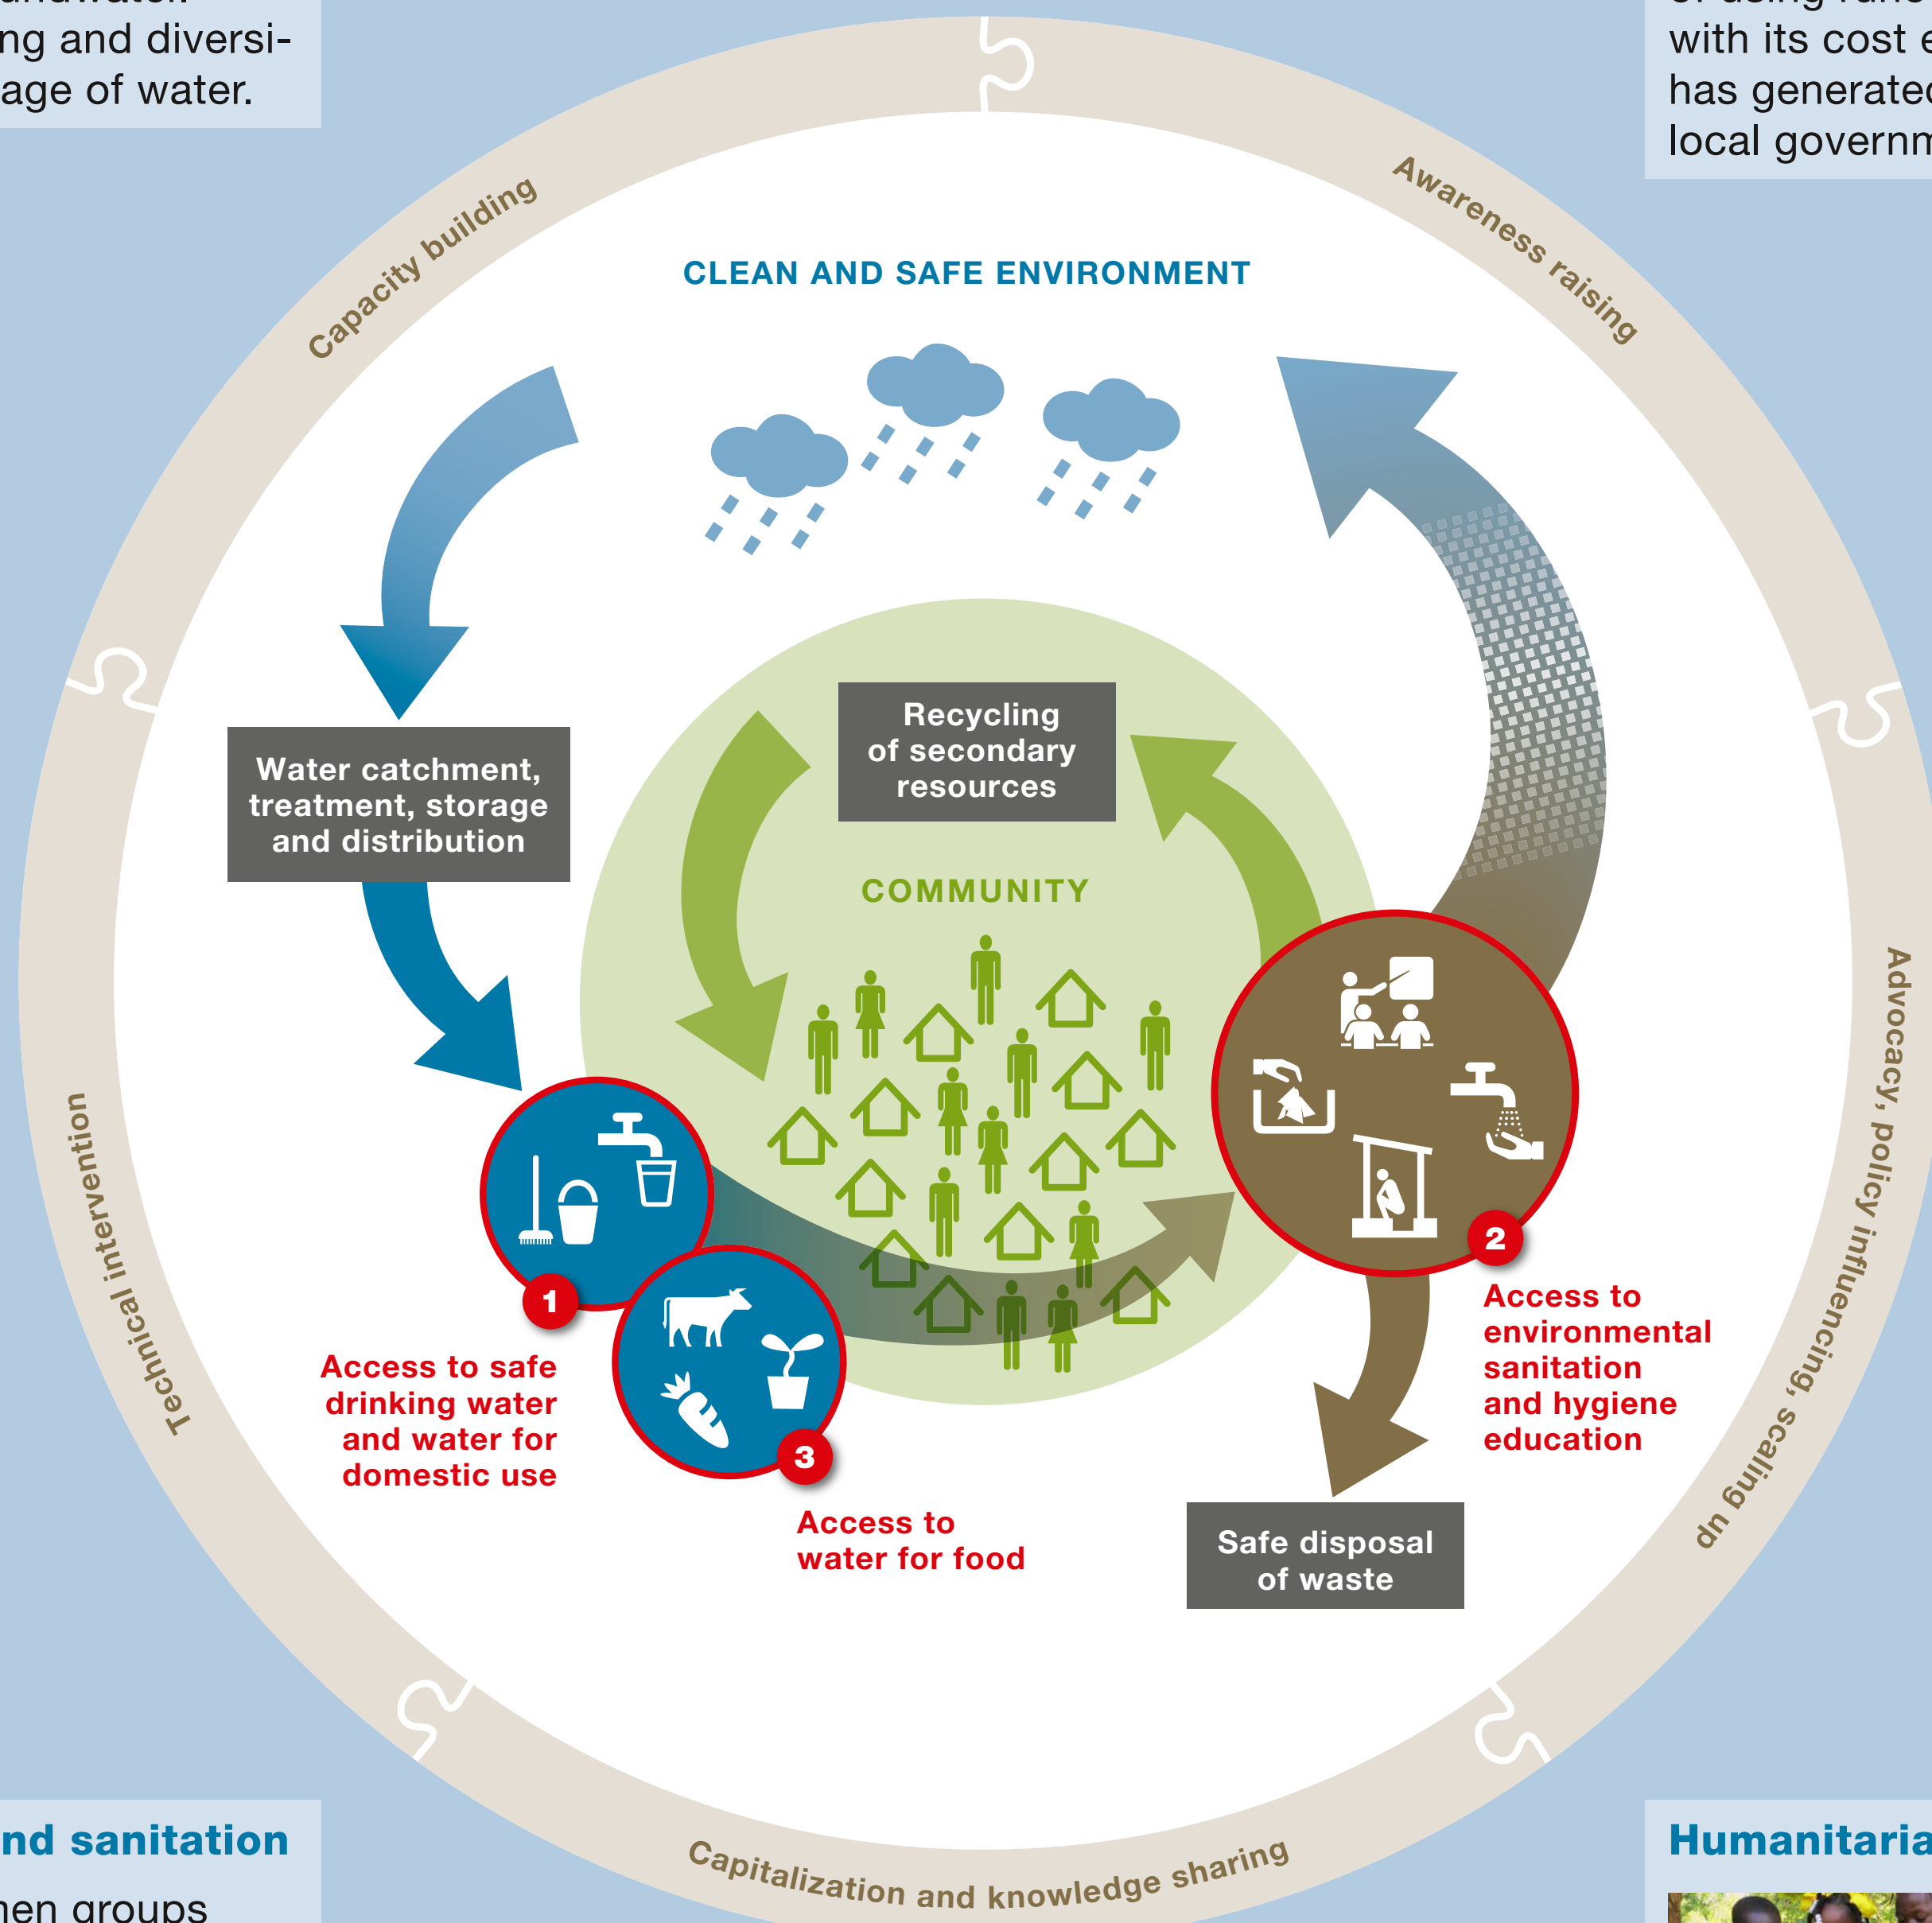 ng and diversi-
age of water.
with its cost e
has generated
local governm
Capacity building
Awareness raising
CLEAN AND SAFE ENVIRONMENT
Recycling
of secondary
resources
Water catchment,
treatment, storage
and distribution
COMMUNITY
Advocacy, policy influencing, scaling up
Technical intervention
2
1
Access to
environmental
sanitation
and hygiene
education
Access to safe
drinking water
and water for
domestic use
3
Access to
water for food
Safe disposal
of waste
Capitalization and knowledge sharing
nd sanitation
men groups
Humanitaria